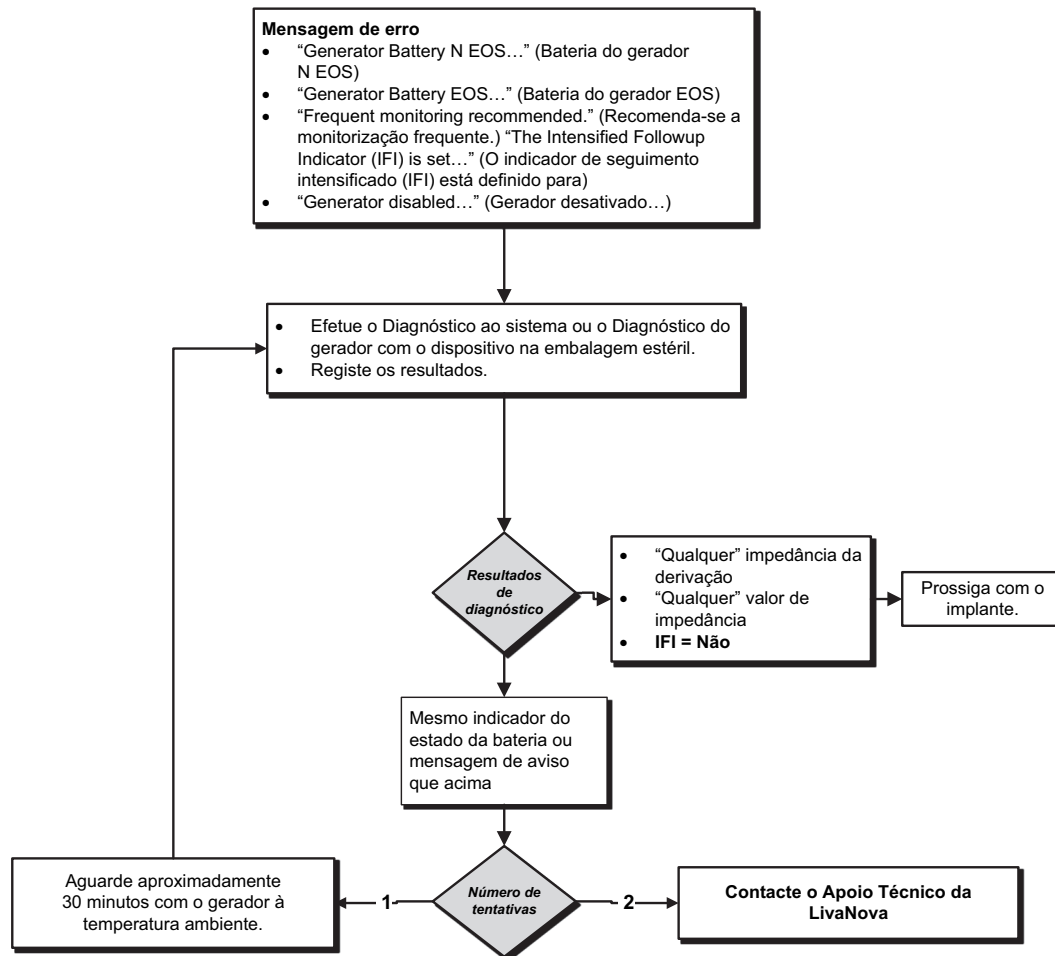 Mensagem de erro
• “Generator Battery N EOS…” (Bateria do gerador
N EOS)
• “Generator Battery EOS…” (Bateria do gerador EOS)
• “Frequent monitoring recommended.” (Recomenda-se a
monitorização frequente.) “The Intensified Followup
Indicator (IFI) is set…” (O indicador de seguimento
intensificado (IFI) está definido para)
• “Generator disabled…” (Gerador desativado…)
• Efetue o Diagnóstico ao sistema ou o Diagnóstico do
gerador com o dispositivo na embalagem estéril.
• Registe os resultados.
Resultados
de
diagnóstico
• “Qualquer” impedância da
derivação
• “Qualquer” valor de
impedância
• IFI = Não
Prossiga com o
implante.
Mesmo indicador do
estado da bateria ou
mensagem de aviso
que acima
Aguarde aproximadamente
30 minutos com o gerador à
temperatura ambiente.
1
Número de
tentativas
2
Contacte o Apoio Técnico da
LivaNova